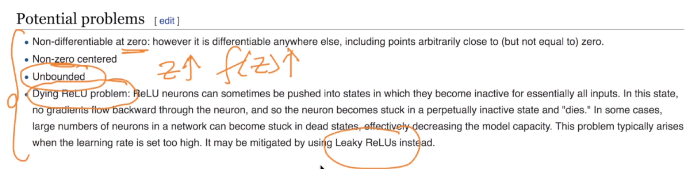 Potential problems [edit]
• Non-differentiable at zero: however it is differentiable anywhere else, including points arbitrarily close to (but not equal to) zero.
• Non-zero centered
• Unbounded
z↑ f(z)↑
• Dying ReLU problem: ReLU neurons can sometimes be pushed into states in which they become inactive for essentially all inputs. In this state,
no gradients flow backward through the neuron, and so the neuron becomes stuck in a perpetually inactive state and "dies." In some cases,
large numbers of neurons in a network can become stuck in dead states, effectively decreasing the model capacity. This problem typically arises
when the learning rate is set too high. It may be mitigated by using Leaky ReLUs instead.